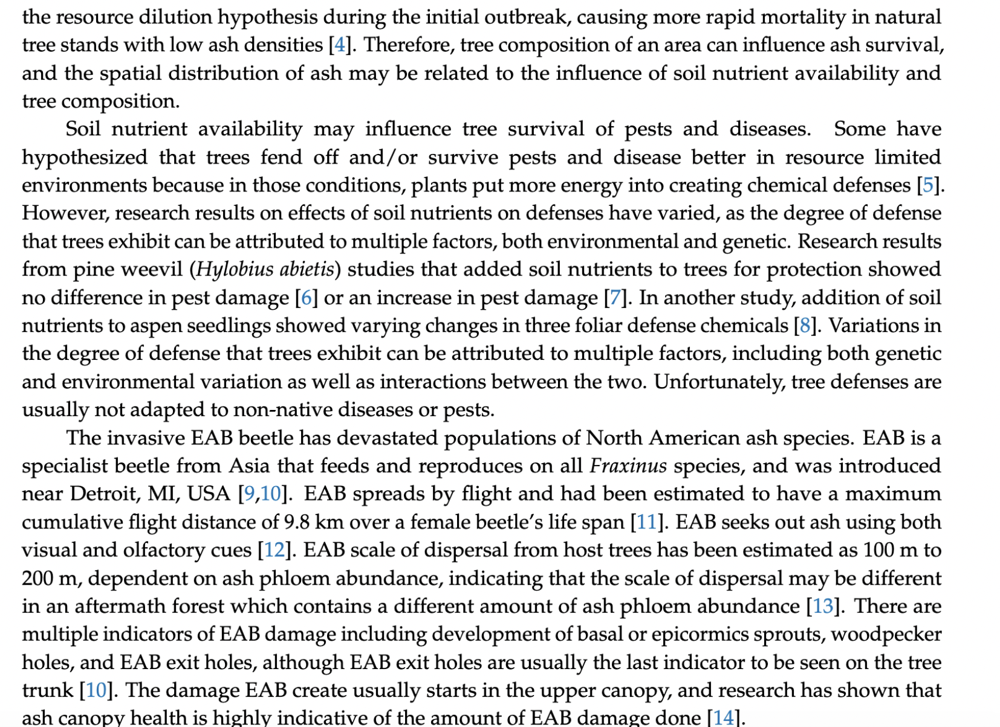 the resource dilution hypothesis during the initial outbreak, causing more rapid mortality in natural
tree stands with low ash densities [4]. Therefore, tree composition of an area can influence ash survival,
and the spatial distribution of ash may be related to the influence of soil nutrient availability and
tree composition.
Soil nutrient availability may influence tree survival of pests and diseases. Some have
hypothesized that trees fend off and/or survive pests and disease better in resource limited
environments because in those conditions, plants put more energy into creating chemical defenses [5].
However, research results on effects of soil nutrients on defenses have varied, as the degree of defense
that trees exhibit can be attributed to multiple factors, both environmental and genetic. Research results
from pine weevil (Hylobius abietis) studies that added soil nutrients to trees for protection showed
no difference in pest damage [6] or an increase in pest damage [7]. In another study, addition of soil
nutrients to aspen seedlings showed varying changes in three foliar defense chemicals [8]. Variations in
the degree of defense that trees exhibit can be attributed to multiple factors, including both genetic
and environmental variation as well as interactions between the two. Unfortunately, tree defenses are
usually not adapted to non-native diseases or pests.
The invasive EAB beetle has devastated populations of North American ash species. EAB is a
specialist beetle from Asia that feeds and reproduces on all Fraxinus species, and was introduced
near Detroit, MI, USA [9,10]. EAB spreads by flight and had been estimated to have a maximum
cumulative flight distance of 9.8 km over a female beetle's life span [11]. EAB seeks out ash using both
visual and olfactory cues [12]. EAB scale of dispersal from host trees has been estimated as 100 m to
200 m, dependent on ash phloem abundance, indicating that the scale of dispersal may be different
in an aftermath forest which contains a different amount of ash phloem abundance [13]. There are
multiple indicators of EAB damage including development of basal or epicormics sprouts, woodpecker
holes, and EAB exit holes, although EAB exit holes are usually the last indicator to be seen on the tree
trunk [10]. The damage EAB create usually starts in the upper canopy, and research has shown that
ash canopy health is highly indicative of the amount of EAB damage done [14].